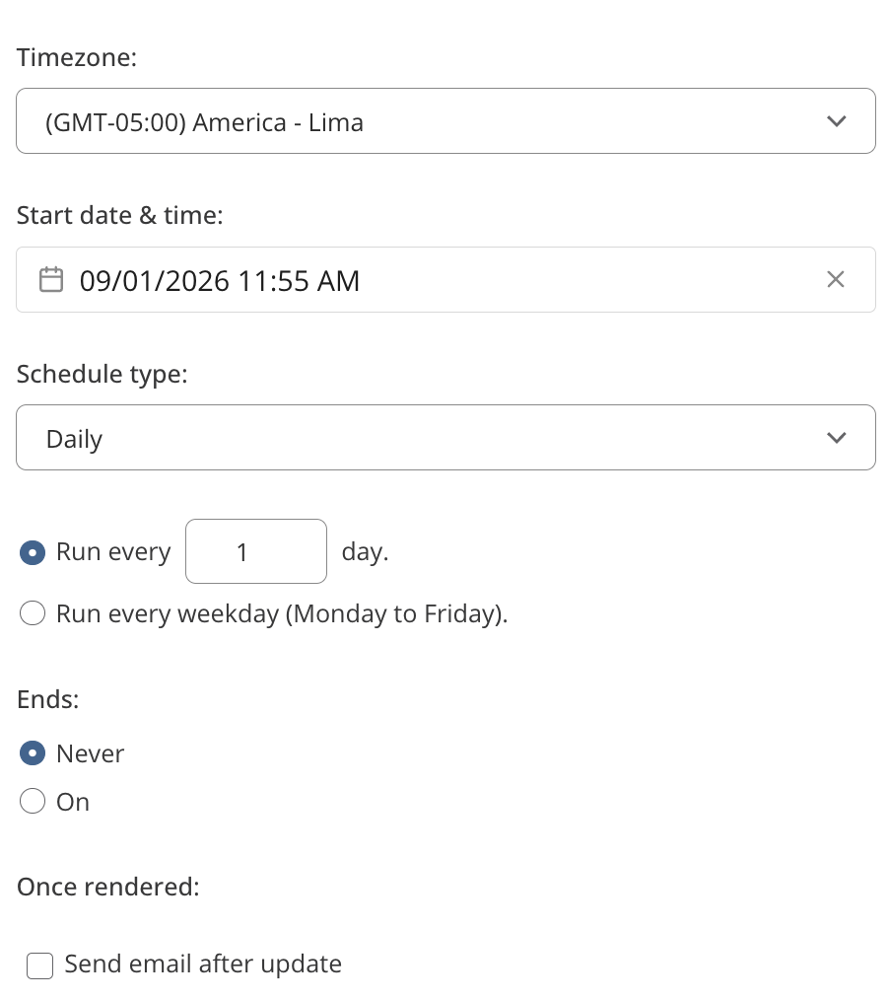 Timezone:
(GMT-05:00) America - Lima
Start date & time:
09/01/2026 11:55 AM
Schedule type:
Daily
Run every 1 day.
Run every weekday (Monday to Friday).
Ends:
Never
On
Once rendered:
Send email after update